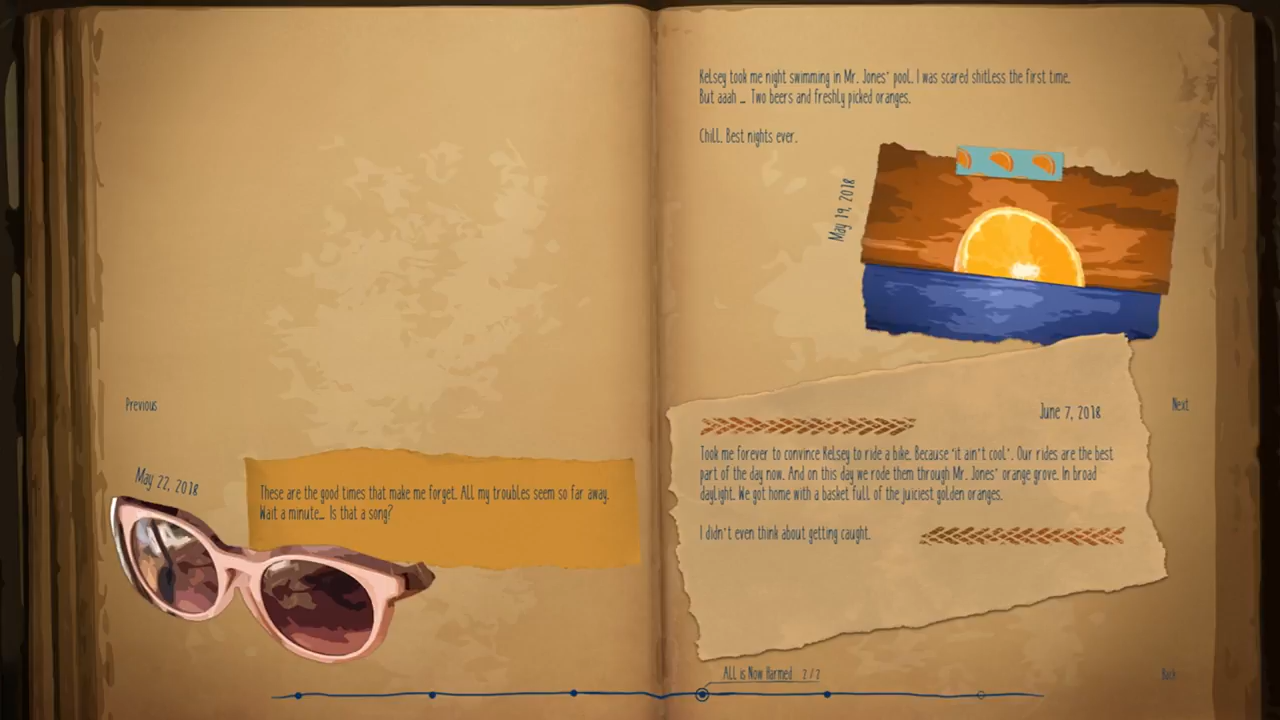 Previous
May 22, 2018
These are the good times that make me forget. All my troubles seem so far away.
Wait a minute... Is that a song?
Kelsey took me night swimming in Mr. Jones' pool. I was scared shitless the first time.
But aaah ... Two beers and freshly picked oranges.
Chill. Best nights ever.
May 19, 2018
June 7, 2018
Took me forever to convince Kelsey to ride a bike. Because "it ain't cool". Our rides are the best
part of the day now. And on this day we rode them through Mr. Jones' orange grove. In broad
daylight. We got home with a basket full of the juiciest golden oranges.
I didn't even think about getting caught.
Next
ALL is Now Harmed 2 / 2
Back